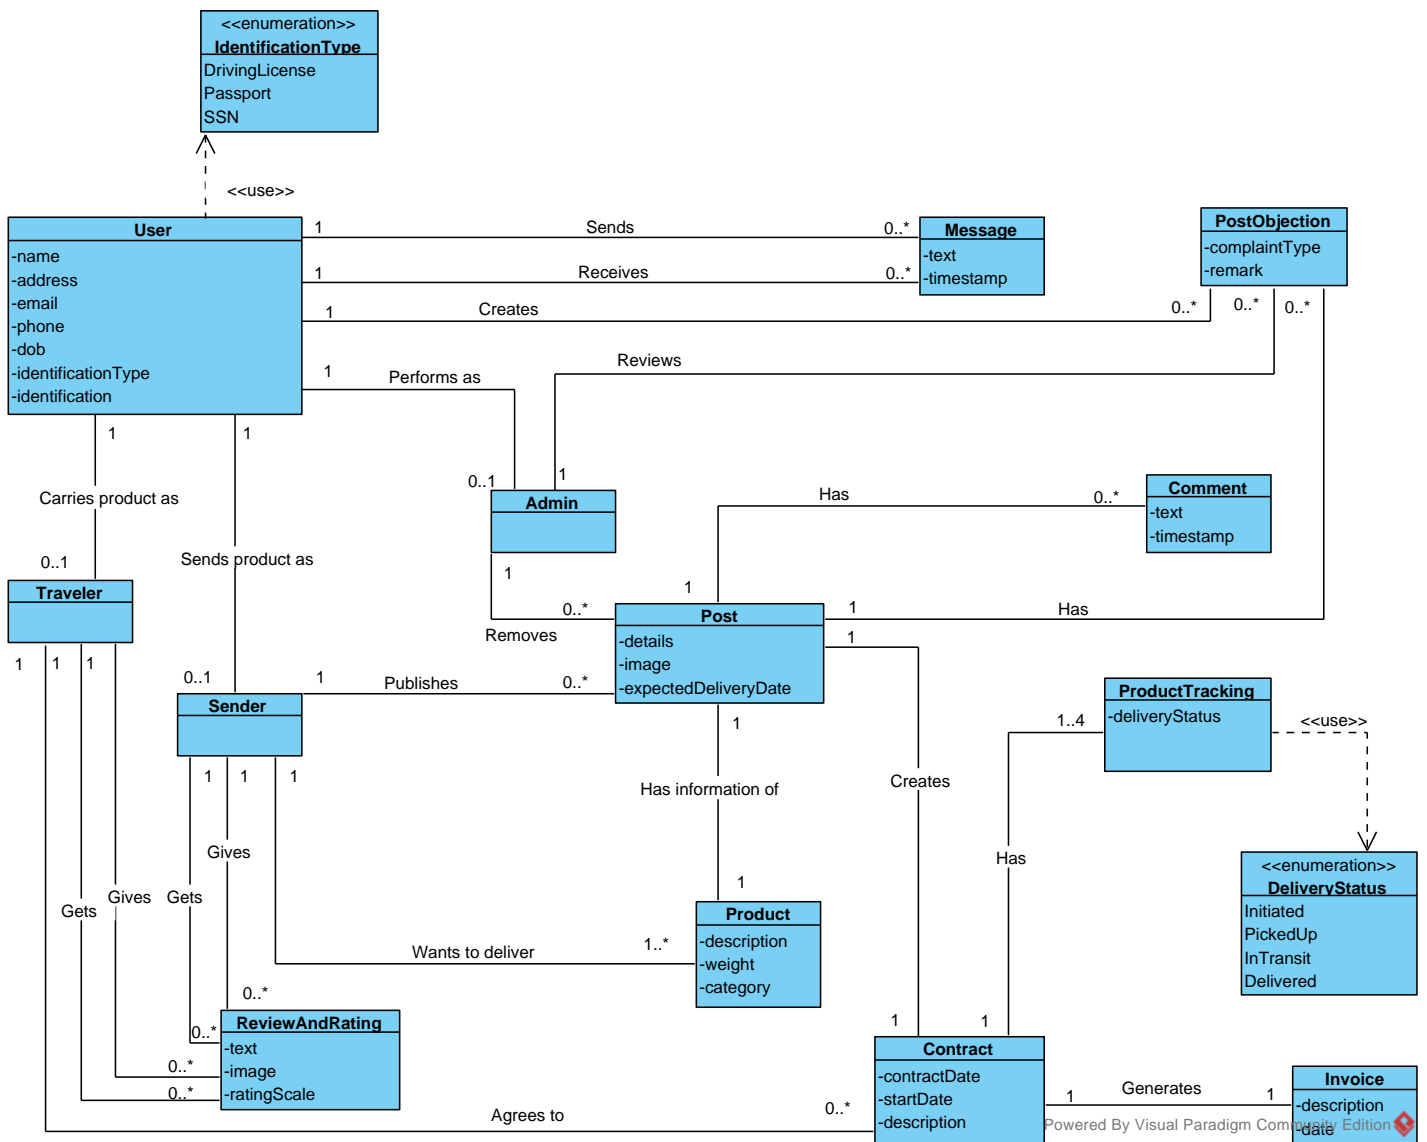 <<enumeration>>
IdentificationType
DrivingLicense
Passport
SSN
<<use>>
User
-name
-address
-email
-phone
-dob
-identificationType
-identification
1
Sends
0..*
1
Receives
0..*
Message
-text
-timestamp
PostObjection
-complaintType
-remark
1
Creates
0..*
0..*
0..*
1
Performs as
Reviews
1
1
Carries product as
Sends product as
0..1
0..1
1
Admin
Has
0..*
Comment
-text
-timestamp
Traveler
1
0..*
Removes
1
Post
-details
-image
-expectedDeliveryDate
1
Has
1
1
1
1
0..1
1
Publishes
0..*
Sender
ProductTracking
-deliveryStatus
1..4
<<use>>
1
1
1
1
Has information of
Creates
Gives
Gets
Gives
Gets
Has
<<enumeration>>
DeliveryStatus
Initiated
PickedUp
InTransit
Delivered
1
Product
-description
-weight
-category
Wants to deliver
1..*
0..*
0..*
0..*
0..*
ReviewAndRating
-text
-image
-ratingScale
1
1
Contract
-contractDate
-startDate
-description
Agrees to
0..*
1
Generates
1
Invoice
-description
-date
Powered By Visual Paradigm Community Edition